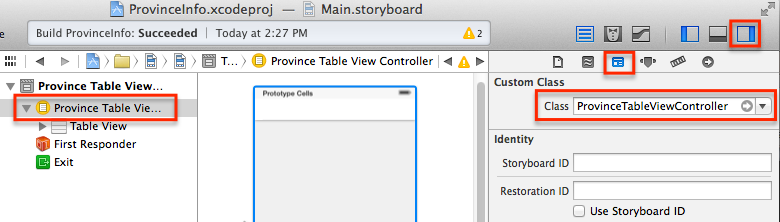 ProvinceInfo.xcodeproj › Main.storyboard
Build ProvinceInfo: Succeeded | Today at 2:27 PM
2
T... › Province Table View Controller
Province Table View...
Province Table Vie...
Table View
First Responder
Exit
Prototype Cells
Custom Class
Class ProvinceTableViewController
Identity
Storyboard ID
Restoration ID
Use Storyboard ID